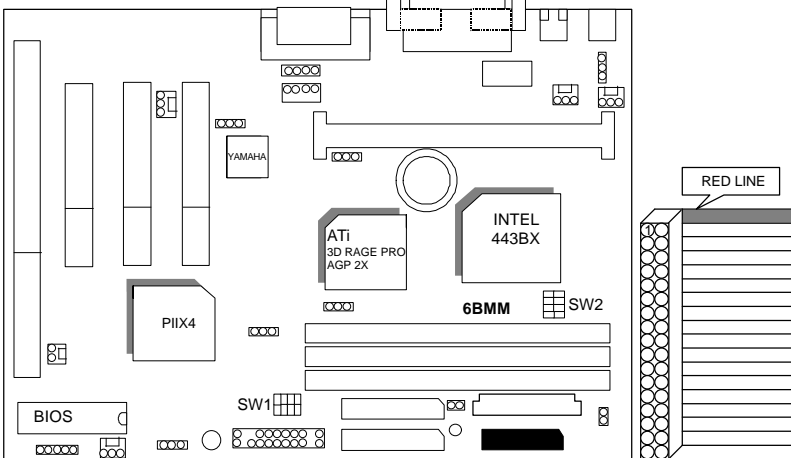 RED LINE
YAMAHA
1
INTEL
443BX
ATi
3D RAGE PRO
AGP 2X
6BMM
SW2
PIIX4
SW1
BIOS